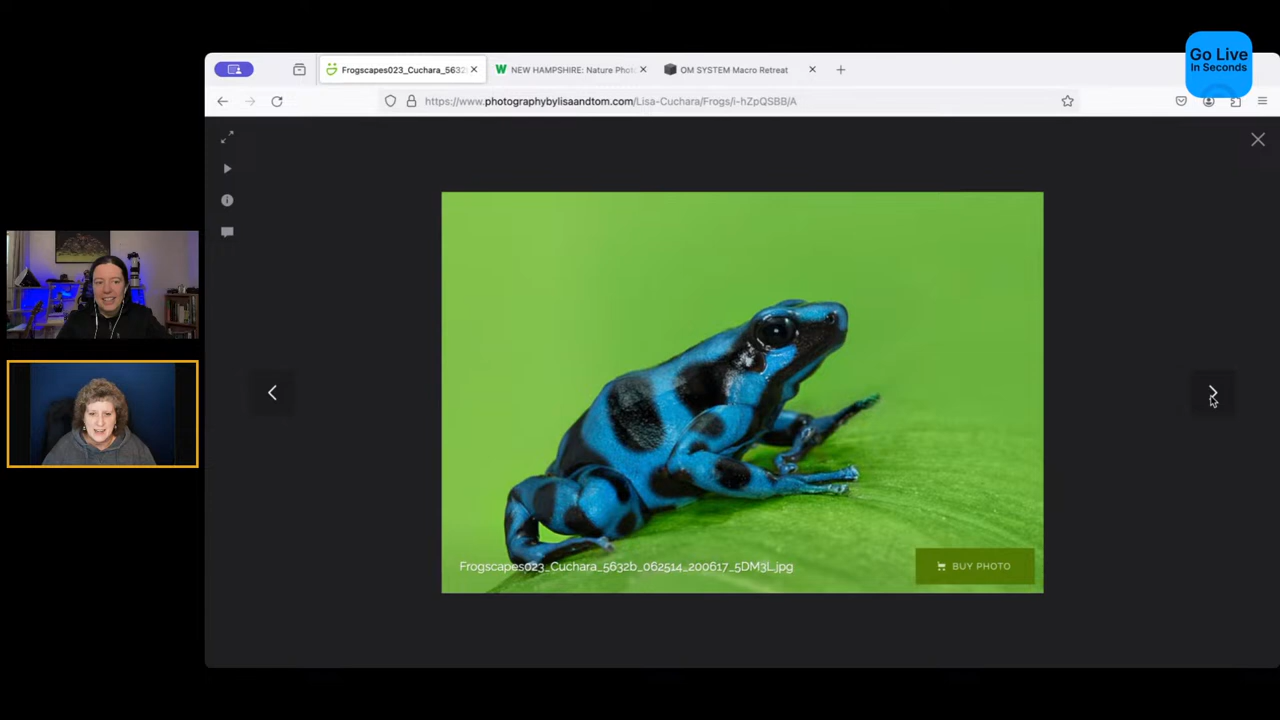 Go Live
In Seconds
Frogscapes023_Cuchara_5632
NEW HAMPSHIRE: Nature Phot
OM SYSTEM Macro Retreat
https://www.photographybylisaandtom.com/Lisa-Cuchara/Frogs/i-hZpQSBB/A
Frogscapes023_Cuchara_5632b_062514_200617_5DM3L.jpg
BUY PHOTO